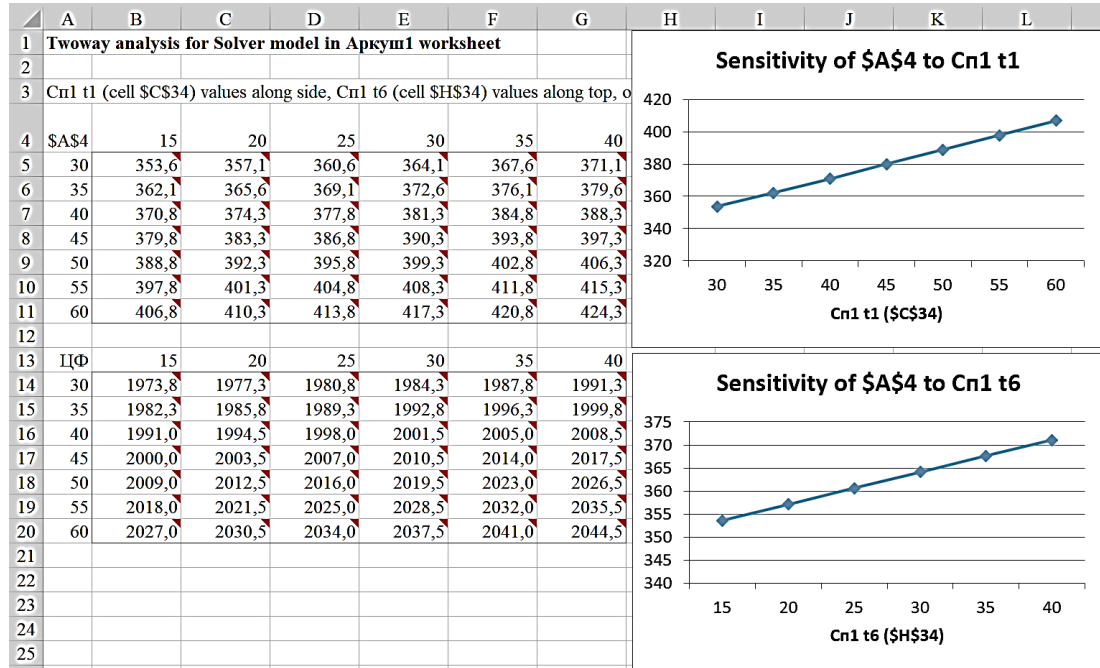 A B C D E F G H I J K L
1 Twoway analysis for Solver model in Аркуш1 worksheet
2
3 Сп1 t1 (cell $C$34) values along side, Сп1 t6 (cell $H$34) values along top, o
4 $A$4 15 20 25 30 35 40
5 30 353,6 357,1 360,6 364,1 367,6 371,1
6 35 362,1 365,6 369,1 372,6 376,1 379,6
7 40 370,8 374,3 377,8 381,3 384,8 388,3
8 45 379,8 383,3 386,8 390,3 393,8 397,3
9 50 388,8 392,3 395,8 399,3 402,8 406,3
10 55 397,8 401,3 404,8 408,3 411,8 415,3
11 60 406,8 410,3 413,8 417,3 420,8 424,3
12
13 ЦФ 15 20 25 30 35 40
14 30 1973,8 1977,3 1980,8 1984,3 1987,8 1991,3
15 35 1982,3 1985,8 1989,3 1992,8 1996,3 1999,8
16 40 1991,0 1994,5 1998,0 2001,5 2005,0 2008,5
17 45 2000,0 2003,5 2007,0 2010,5 2014,0 2017,5
18 50 2009,0 2012,5 2016,0 2019,5 2023,0 2026,5
19 55 2018,0 2021,5 2025,0 2028,5 2032,0 2035,5
20 60 2027,0 2030,5 2034,0 2037,5 2041,0 2044,5
21
22
23
24
25
Sensitivity of $A$4 to Сп1 t1
420
400
380
360
340
320
30 35 40 45 50 55 60
Сп1 t1 ($C$34)
Sensitivity of $A$4 to Сп1 t6
375
370
365
360
355
350
345
340
15 20 25 30 35 40
Сп1 t6 ($H$34)